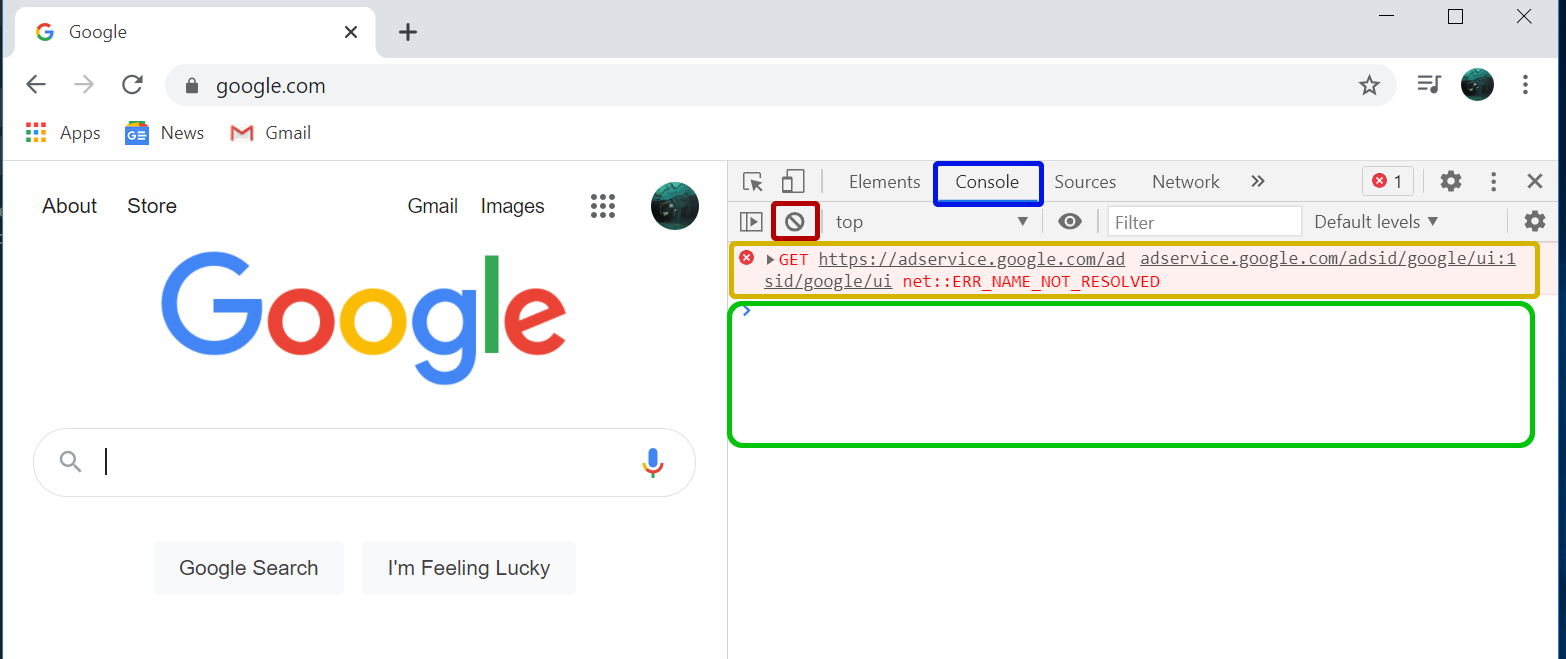 Google
google.com
Apps News Gmail
About Store Gmail Images
Elements Console Sources Network 1
top Filter Default levels
GET https://adservice.google.com/ad adservice.google.com/adsid/google/ui:1
sid/google/ui net::ERR_NAME_NOT_RESOLVED
Google
Google Search I'm Feeling Lucky